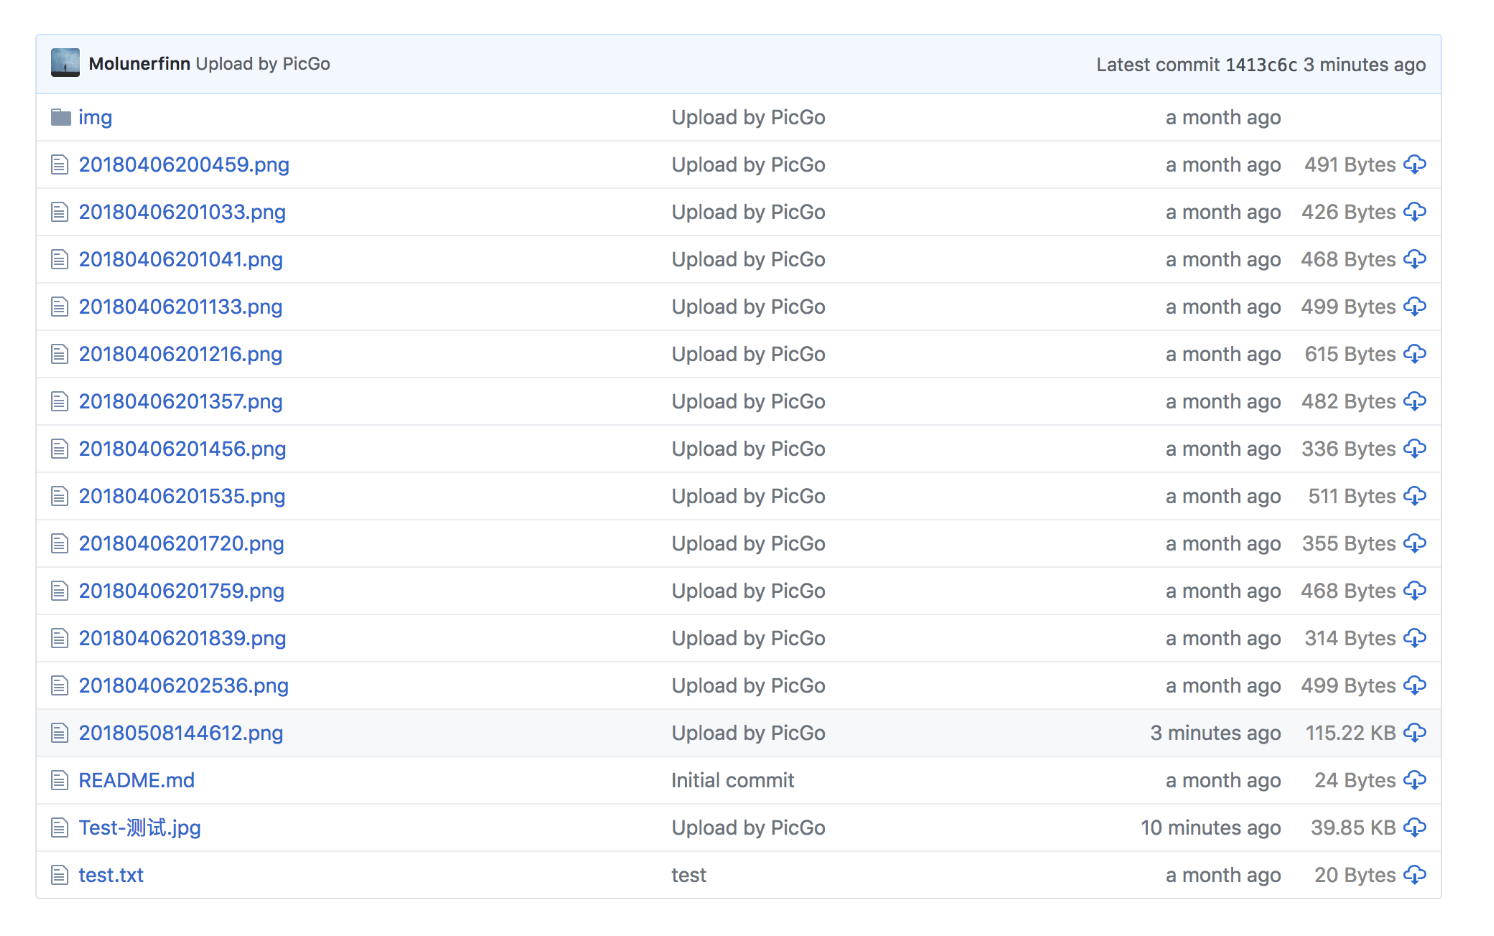 Molunerfinn Upload by PicGo Latest commit 1413c6c 3 minutes ago
img Upload by PicGo a month ago
20180406200459.png Upload by PicGo a month ago 491 Bytes
20180406201033.png Upload by PicGo a month ago 426 Bytes
20180406201041.png Upload by PicGo a month ago 468 Bytes
20180406201133.png Upload by PicGo a month ago 499 Bytes
20180406201216.png Upload by PicGo a month ago 615 Bytes
20180406201357.png Upload by PicGo a month ago 482 Bytes
20180406201456.png Upload by PicGo a month ago 336 Bytes
20180406201535.png Upload by PicGo a month ago 511 Bytes
20180406201720.png Upload by PicGo a month ago 355 Bytes
20180406201759.png Upload by PicGo a month ago 468 Bytes
20180406201839.png Upload by PicGo a month ago 314 Bytes
20180406202536.png Upload by PicGo a month ago 499 Bytes
20180508144612.png Upload by PicGo 3 minutes ago 115.22 KB
README.md Initial commit a month ago 24 Bytes
Test-测试.jpg Upload by PicGo 10 minutes ago 39.85 KB
test.txt test a month ago 20 Bytes